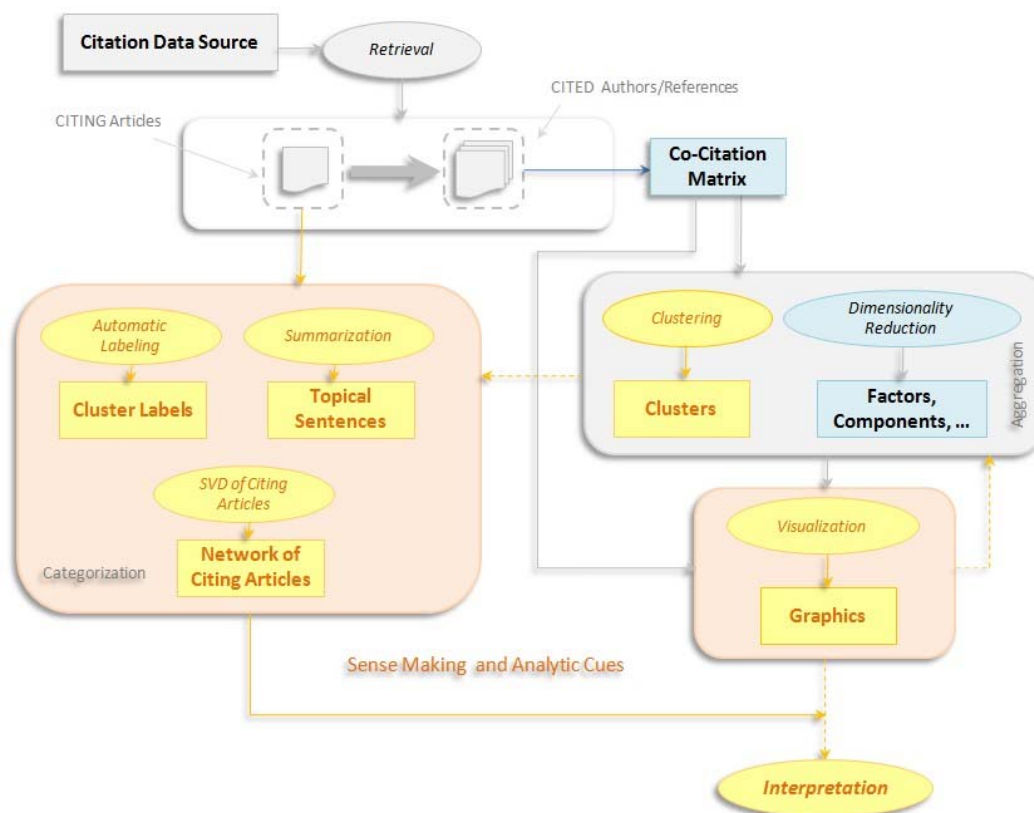 Citation Data Source
Retrieval
CITED Authors/References
CITING Articles
Co-Citation
Matrix
Automatic
Labeling
Summarization
Cluster Labels
Topical
Sentences
SVD of Citing
Articles
Network of
Citing Articles
Categorization
Clustering
Dimensionality
Reduction
Clusters
Factors,
Components, ...
Aggregation
Visualization
Graphics
Sense Making and Analytic Cues
Interpretation